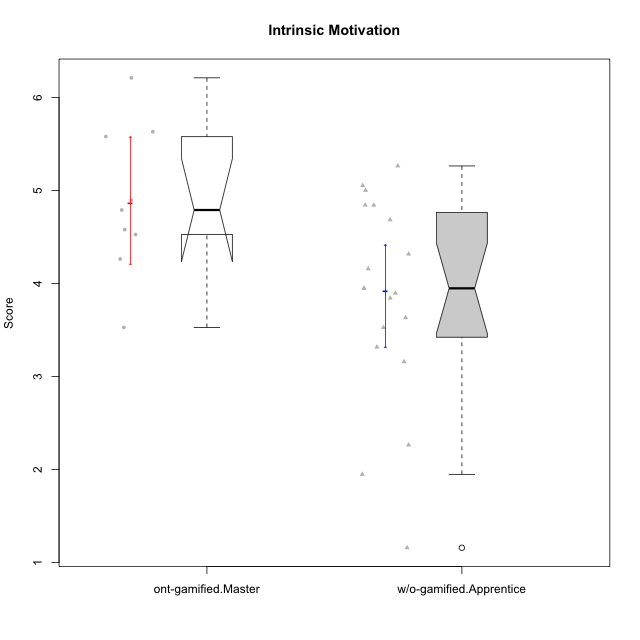 Intrinsic Motivation
Score
6
5
4
3
2
1
ont-gamified.Master
w/o-gamified.Apprentice